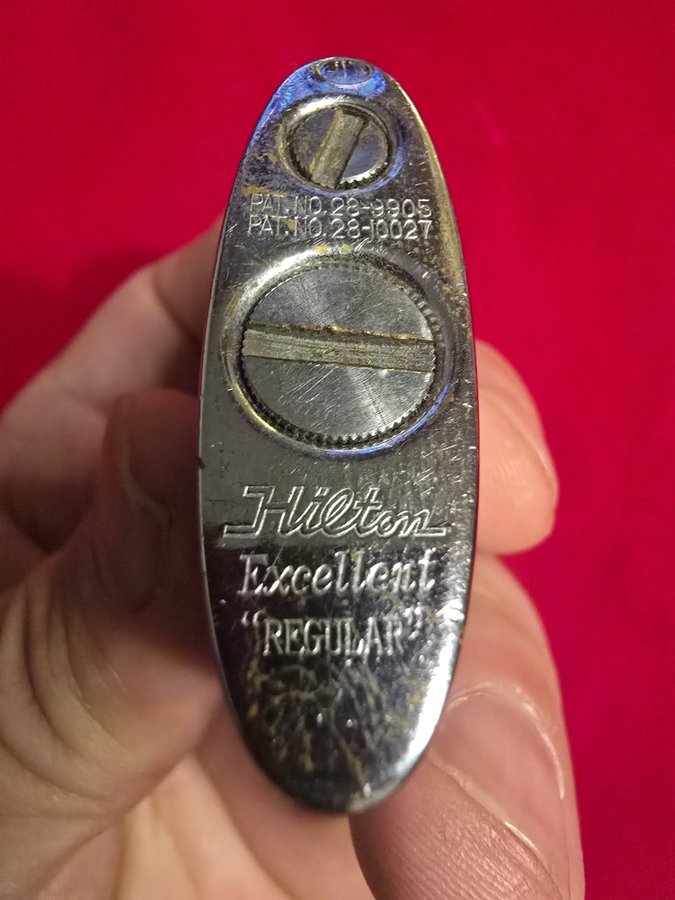 PAT.NO.28-9905
PAT.NO.28-10027
Hilton
Excellent
"REGULAR"